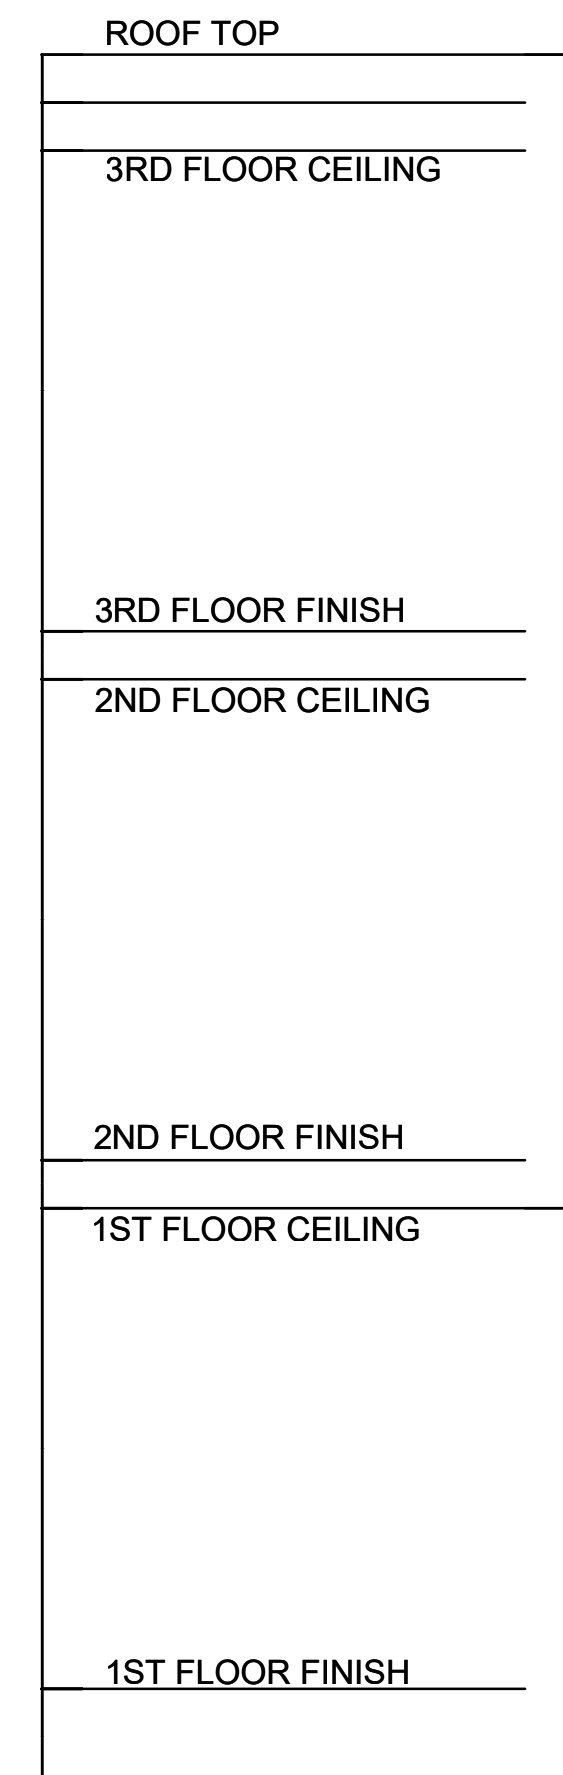 ROOF TOP
3RD FLOOR CEILING
3RD FLOOR FINISH
2ND FLOOR CEILING
2ND FLOOR FINISH
1ST FLOOR CEILING
1ST FLOOR FINISH